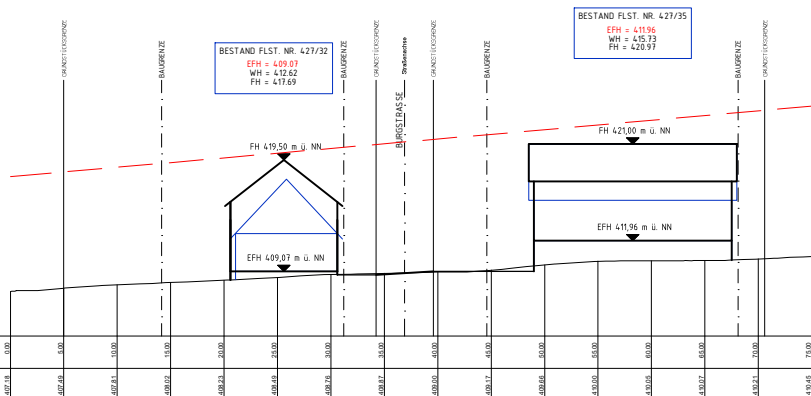 GRUNDSTÜCKSGRENZE
BAUGRENZE
BESTAND FLST. NR. 427/32
EFH = 409.07
WH = 412.62
FH = 417.69
BAUGRENZE
GRUNDSTÜCKSGRENZE
BURGSTRASSE
Straßenachse
GRUNDSTÜCKSGRENZE
BAUGRENZE
BESTAND FLST. NR. 427/35
EFH = 411.96
WH = 415.73
FH = 420.97
BAUGRENZE
GRUNDSTÜCKSGRENZE
FH 419,50 m ü. NN
FH 421,00 m ü. NN
EFH 409,07 m ü. NN
EFH 411,96 m ü. NN
0.00 5.00 10.00 15.00 20.00 25.00 30.00 35.00 40.00 45.00 50.00 55.00 60.00 65.00 70.00 75.00
407.18 407.49 407.81 408.02 408.23 408.49 408.76 408.87 409.00 409.17 409.66 410.00 410.05 410.07 410.21 410.45